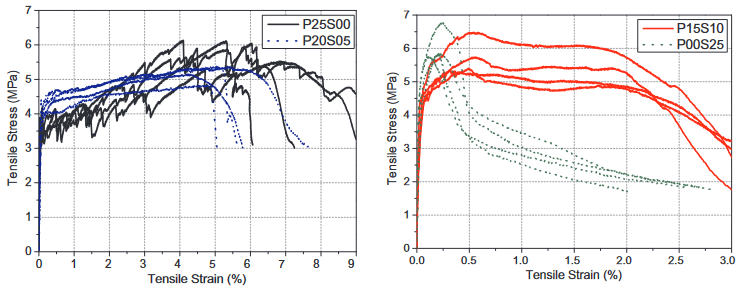 7
6
5
4
3
2
1
0
Tensile Stress (MPa)
P25S00
P20S05
0 1 2 3 4 5 6 7 8 9
Tensile Strain (%)
7
6
5
4
3
2
1
0
Tensile Stress (MPa)
P15S10
P00S25
0.0 0.5 1.0 1.5 2.0 2.5 3.0
Tensile Strain (%)